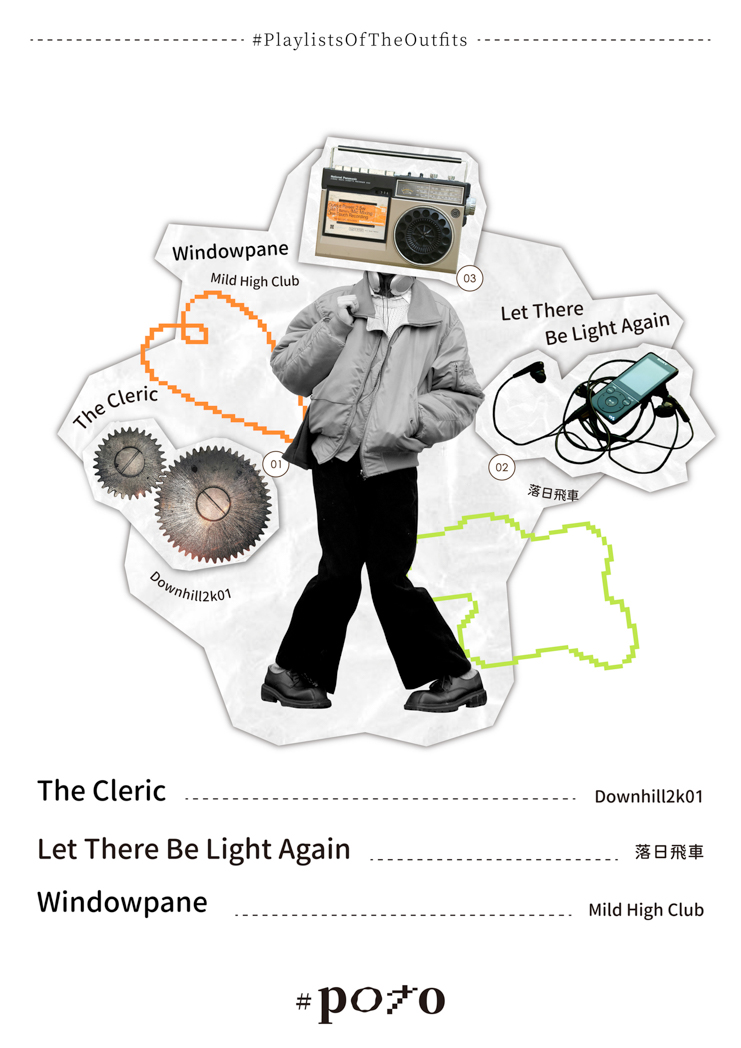 #PlaylistsOfTheOutfits
Windowpane
Mild High Club
03
Let There
Be Light Again
The Cleric
01
02
落日飛車
Downhill2k01
The Cleric
Downhill2k01
Let There Be Light Again
落日飛車
Windowpane
Mild High Club